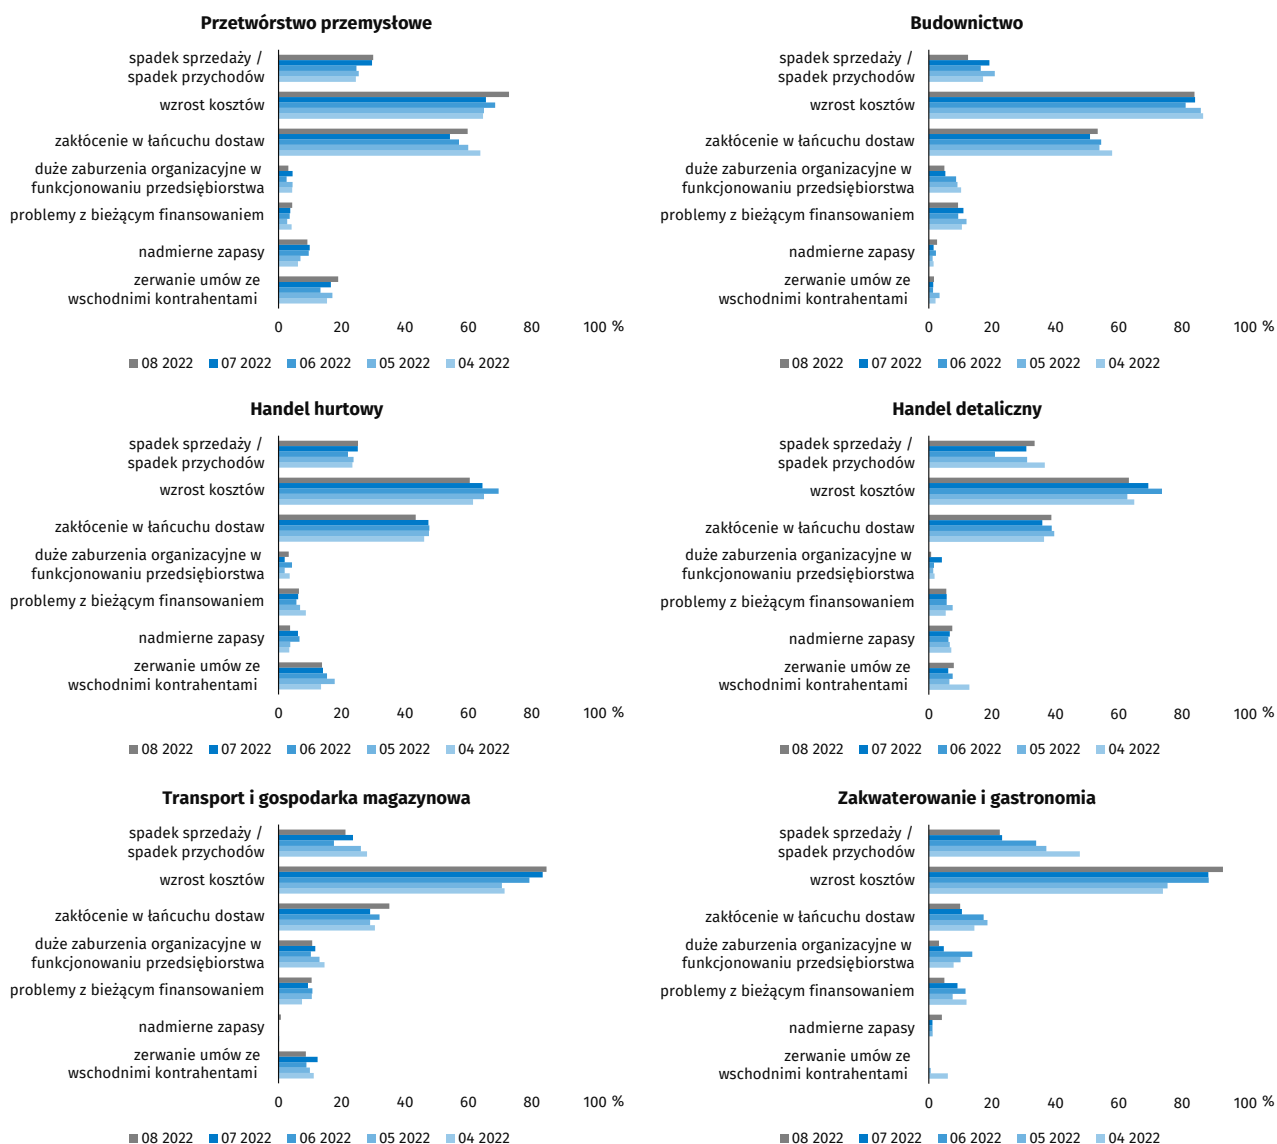 Przetwórstwo przemysłowe
spadek sprzedaży /
spadek przychodów
wzrost kosztów
zakłócenie w łańcuchu dostaw
duże zaburzenia organizacyjne w
funkcjonowaniu przedsiębiorstwa
problemy z bieżącym finansowaniem
nadmierne zapasy
zerwanie umów ze
wschodnimi kontrahentami
0 20 40 60 80 100 %
08 2022 07 2022 06 2022 05 2022 04 2022
Budownictwo
spadek sprzedaży /
spadek przychodów
wzrost kosztów
zakłócenie w łańcuchu dostaw
duże zaburzenia organizacyjne w
funkcjonowaniu przedsiębiorstwa
problemy z bieżącym finansowaniem
nadmierne zapasy
zerwanie umów ze
wschodnimi kontrahentami
0 20 40 60 80 100 %
08 2022 07 2022 06 2022 05 2022 04 2022
Handel hurtowy
spadek sprzedaży /
spadek przychodów
wzrost kosztów
zakłócenie w łańcuchu dostaw
duże zaburzenia organizacyjne w
funkcjonowaniu przedsiębiorstwa
problemy z bieżącym finansowaniem
nadmierne zapasy
zerwanie umów ze
wschodnimi kontrahentami
0 20 40 60 80 100 %
08 2022 07 2022 06 2022 05 2022 04 2022
Handel detaliczny
spadek sprzedaży /
spadek przychodów
wzrost kosztów
zakłócenie w łańcuchu dostaw
duże zaburzenia organizacyjne w
funkcjonowaniu przedsiębiorstwa
problemy z bieżącym finansowaniem
nadmierne zapasy
zerwanie umów ze
wschodnimi kontrahentami
0 20 40 60 80 100 %
08 2022 07 2022 06 2022 05 2022 04 2022
Transport i gospodarka magazynowa
spadek sprzedaży /
spadek przychodów
wzrost kosztów
zakłócenie w łańcuchu dostaw
duże zaburzenia organizacyjne w
funkcjonowaniu przedsiębiorstwa
problemy z bieżącym finansowaniem
nadmierne zapasy
zerwanie umów ze
wschodnimi kontrahentami
0 20 40 60 80 100 %
08 2022 07 2022 06 2022 05 2022 04 2022
Zakwaterowanie i gastronomia
spadek sprzedaży /
spadek przychodów
wzrost kosztów
zakłócenie w łańcuchu dostaw
duże zaburzenia organizacyjne w
funkcjonowaniu przedsiębiorstwa
problemy z bieżącym finansowaniem
nadmierne zapasy
zerwanie umów ze
wschodnimi kontrahentami
0 20 40 60 80 100 %
08 2022 07 2022 06 2022 05 2022 04 2022